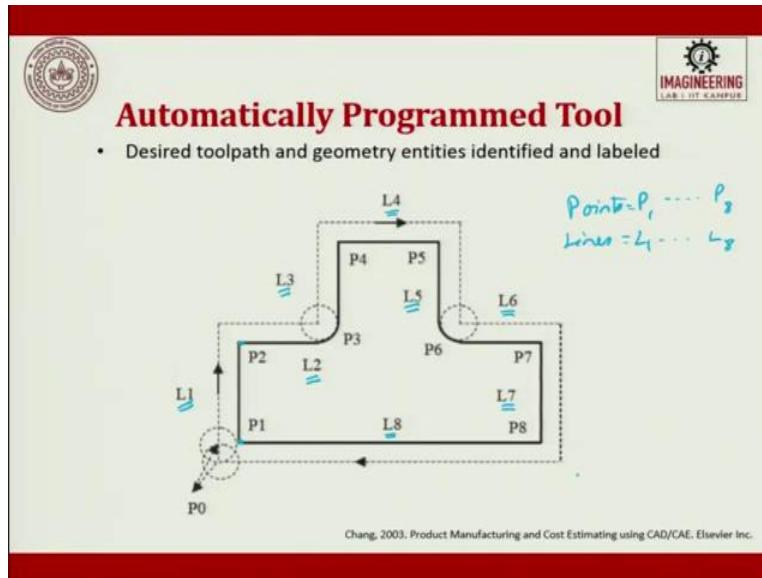 IMAGINEERING
LAB I IIT KANPUR
Automatically Programmed Tool
• Desired toolpath and geometry entities identified and labeled
Points=P1 ---- P8
Lines = L1 --- L8
L4
P4 P5
L3
L5
L6
P3
P6
P2
P7
L2
L1
L7
P1
L8
P8
P0
Chang, 2003. Product Manufacturing and Cost Estimating using CAD/CAE. Elsevier Inc.